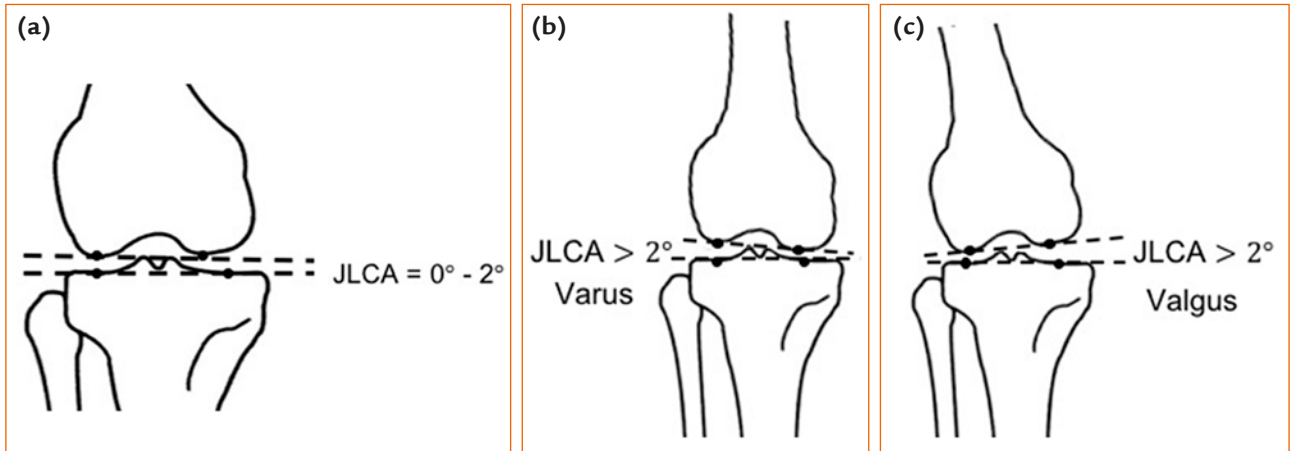 (a)
JLCA = 0° - 2°
(b)
JLCA > 2°
Varus
(c)
JLCA > 2°
Valgus